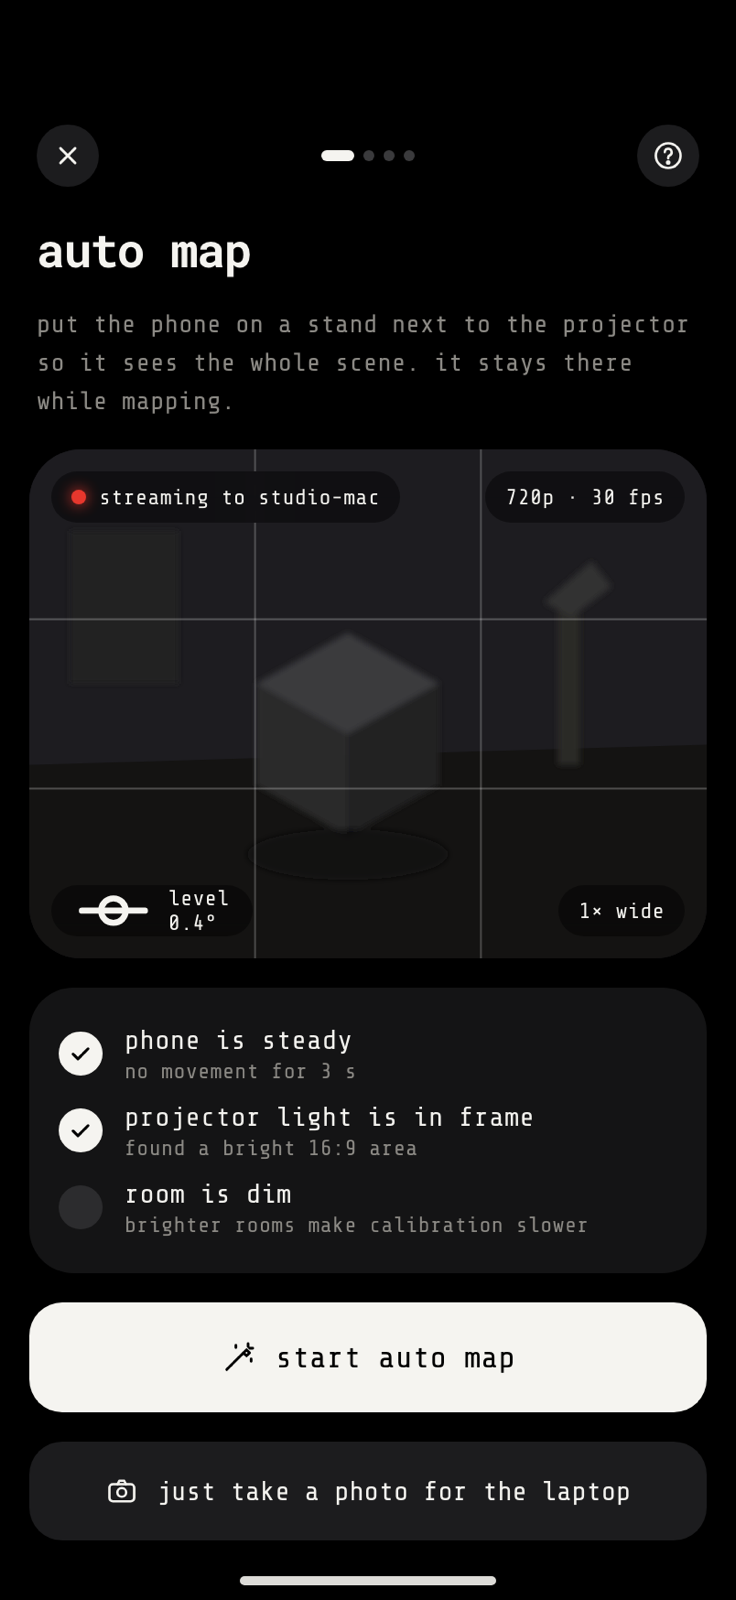 auto map
put the phone on a stand next to the projector
so it sees the whole scene. it stays there
while mapping.
streaming to studio-mac
720p · 30 fps
level
0.4°
1× wide
phone is steady
no movement for 3 s
projector light is in frame
found a bright 16:9 area
room is dim
brighter rooms make calibration slower
start auto map
just take a photo for the laptop